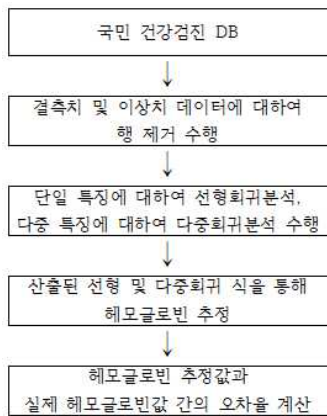 국민 건강검진 DB
결측치 및 이상치 데이터에 대하여
행 제거 수행
단일 특징에 대하여 선형회귀분석,
다중 특징에 대하여 다중회귀분석 수행
산출된 선형 및 다중회귀 식을 통해
헤모글로빈 추정
헤모글로빈 추정값과
실제 헤모글로빈값 간의 오차율 계산